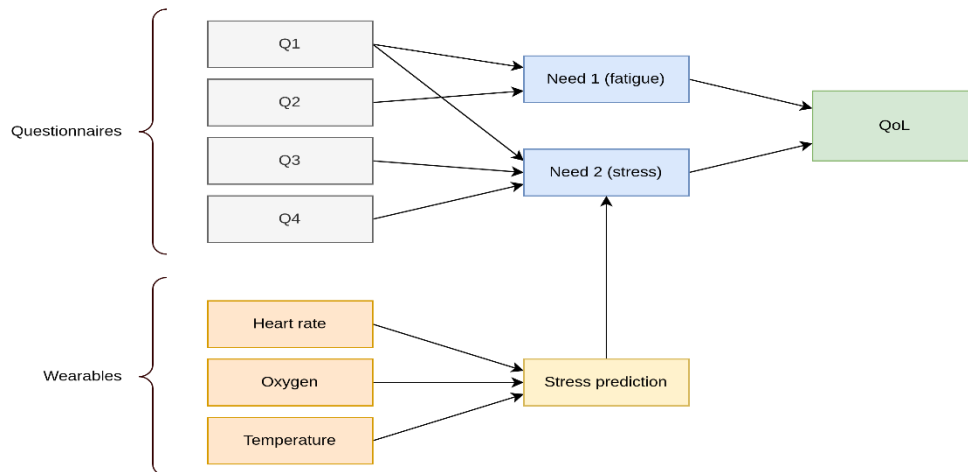 Questionnaires
Q1
Q2
Q3
Q4
Need 1 (fatigue)
Need 2 (stress)
QoL
Wearables
Heart rate
Oxygen
Temperature
Stress prediction